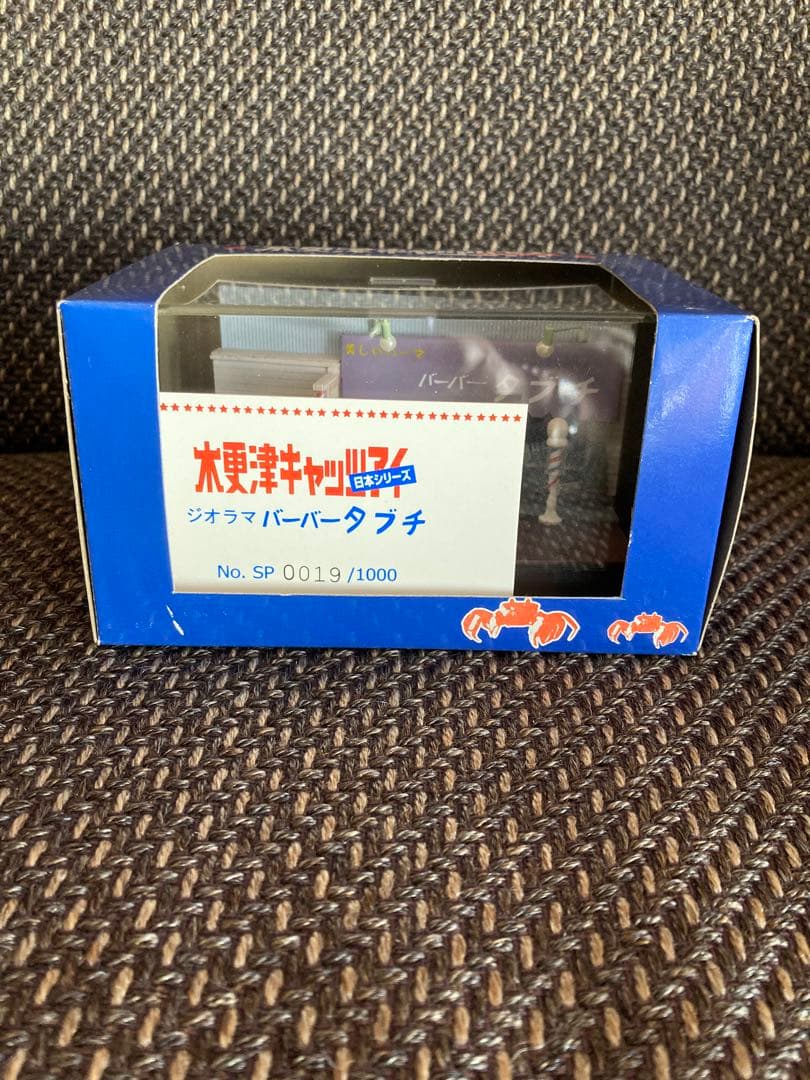 バーバー タブチ
木更津キャッツアイ
日本シリーズ
ジオラマ バーバータブチ
No. SP 0019 /1000